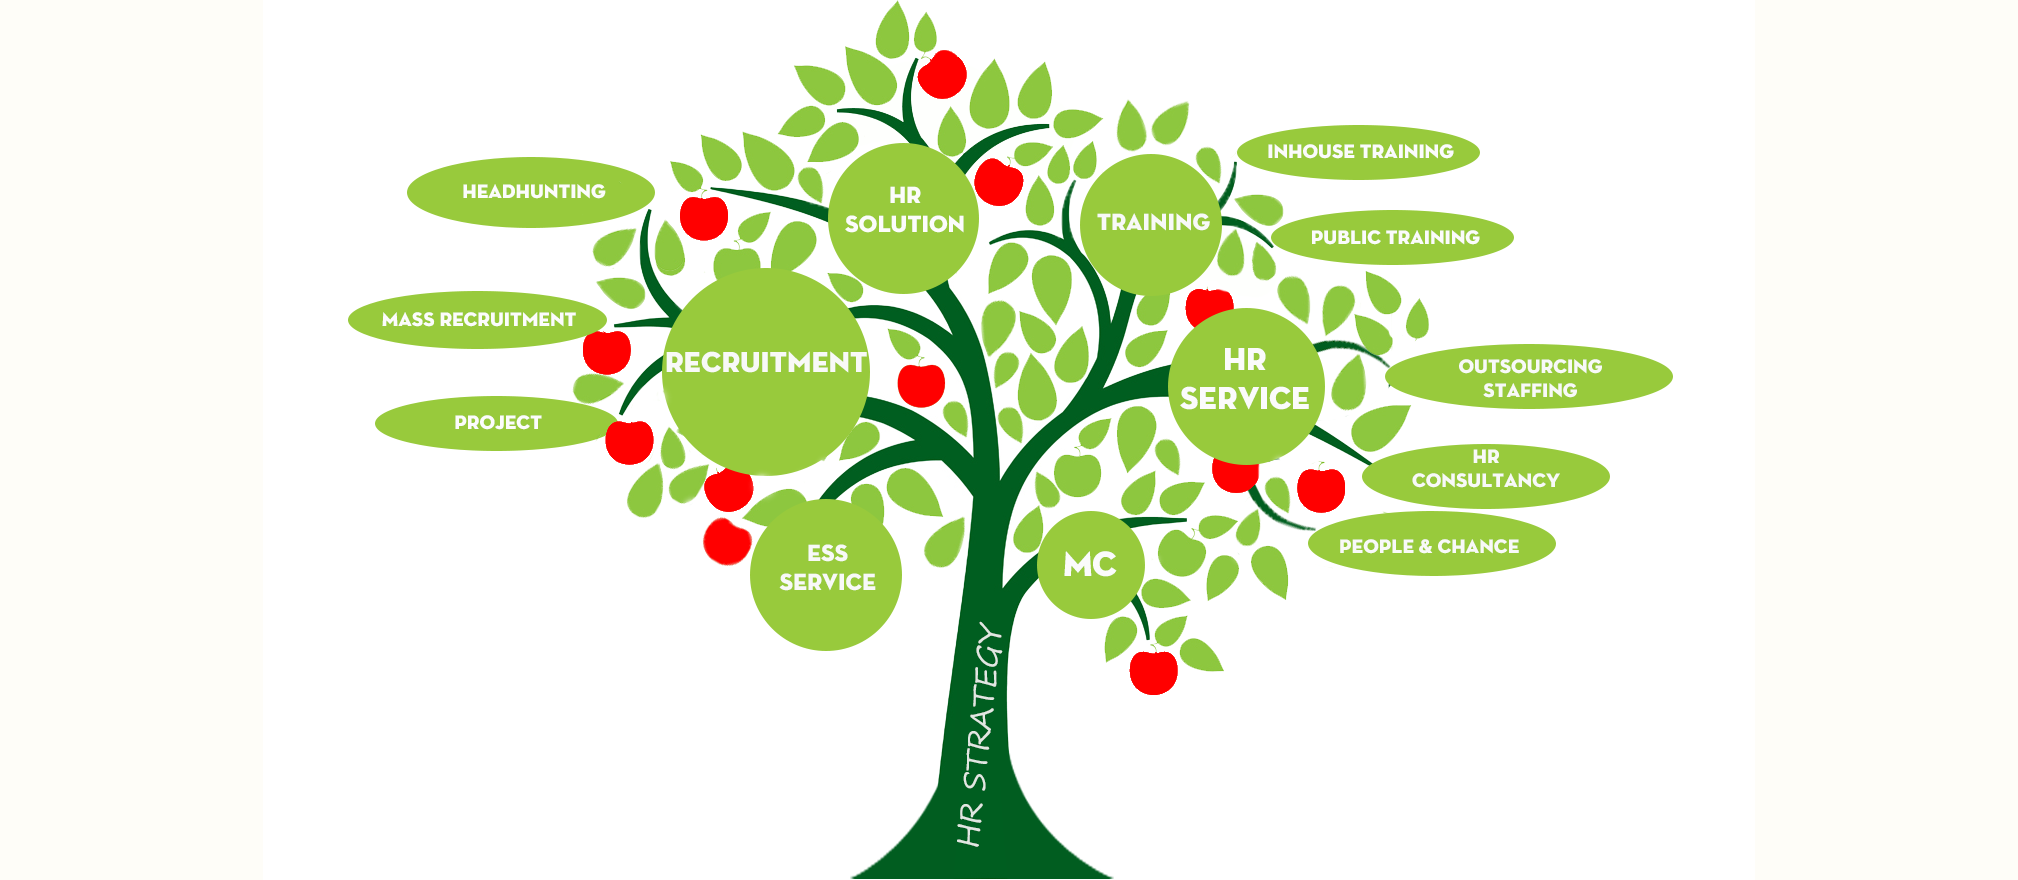 HEADHUNTING
MASS RECRUITMENT
PROJECT
RECRUITMENT
HR
SOLUTION
ESS
SERVICE
TRAINING
INHOUSE TRAINING
PUBLIC TRAINING
HR
SERVICE
OUTSOURCING
STAFFING
HR
CONSULTANCY
PEOPLE & CHANCE
MC
HR STRATEGY